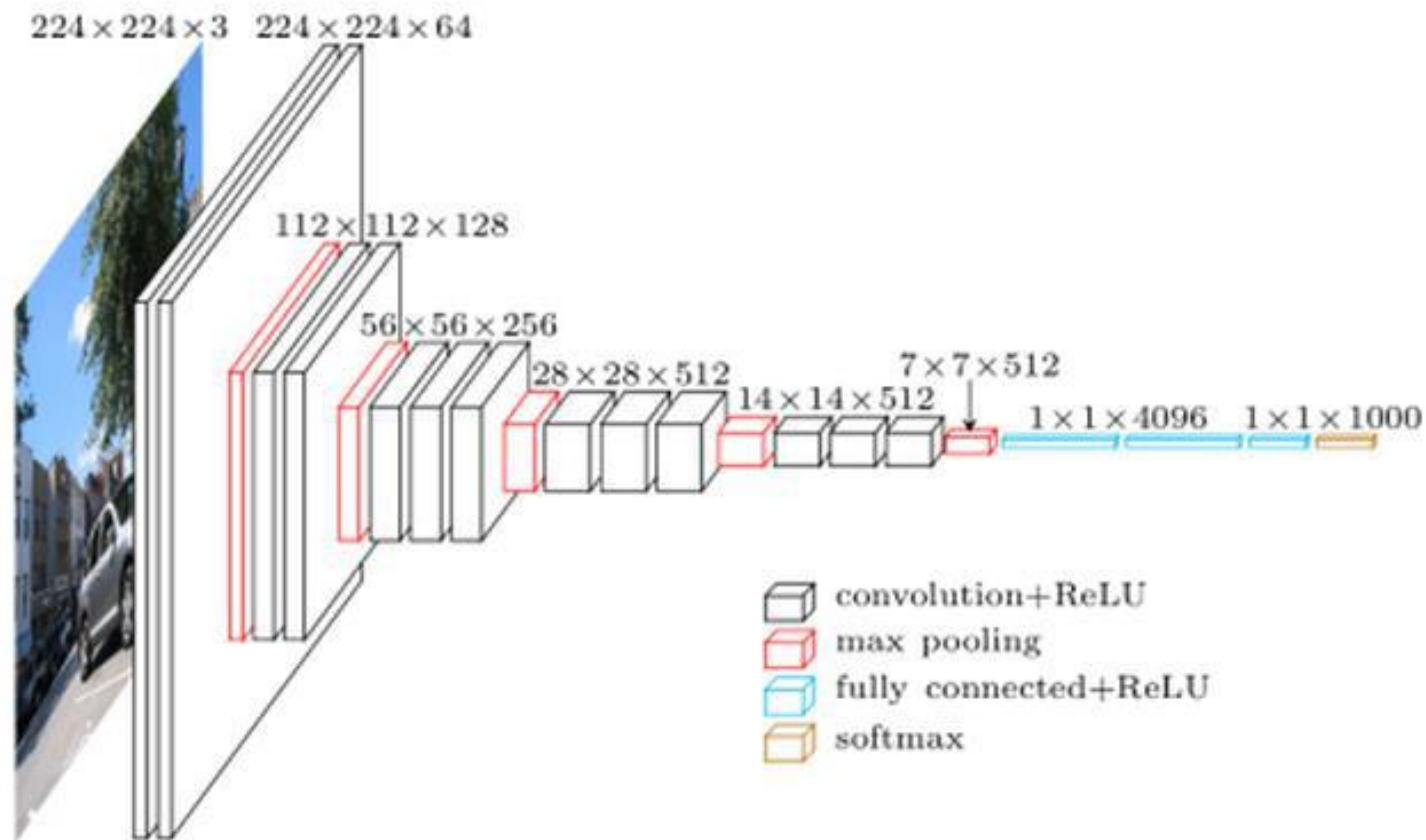 224 × 224 × 3
224 × 224 × 64
112 × 112 × 128
56 × 56 × 256
28 × 28 × 512
14 × 14 × 512
7 × 7 × 512
1 × 1 × 4096
1 × 1 × 1000
convolution+ReLU
max pooling
fully connected+ReLU
softmax